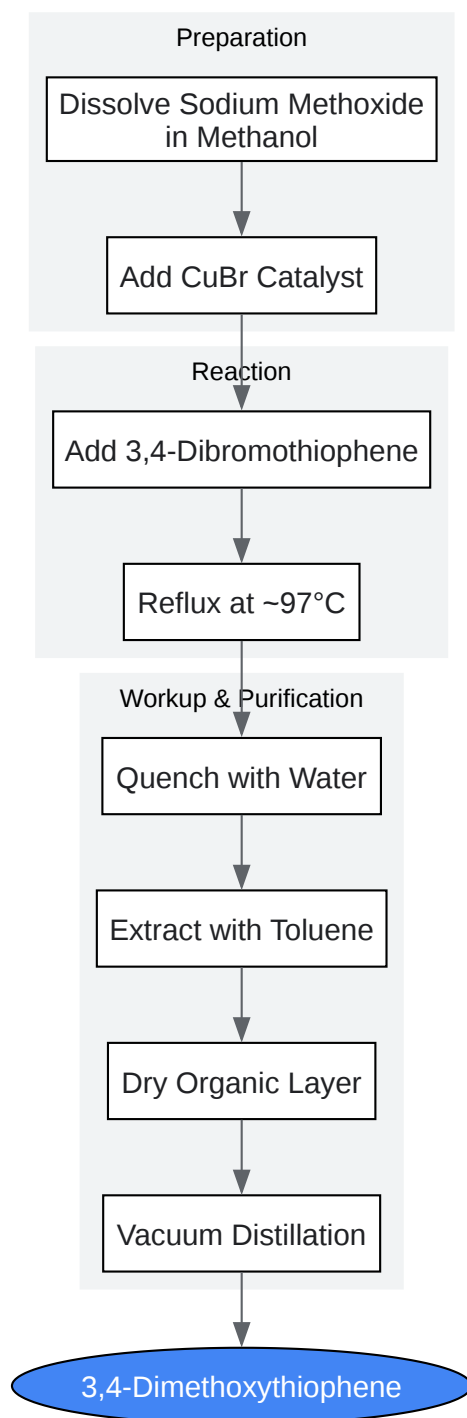 Preparation
Dissolve Sodium Methoxide
in Methanol
Add CuBr Catalyst
Reaction
Add 3,4-Dibromothiophene
Reflux at ~97°C
Workup & Purification
Quench with Water
Extract with Toluene
Dry Organic Layer
Vacuum Distillation
3,4-Dimethoxythiophene